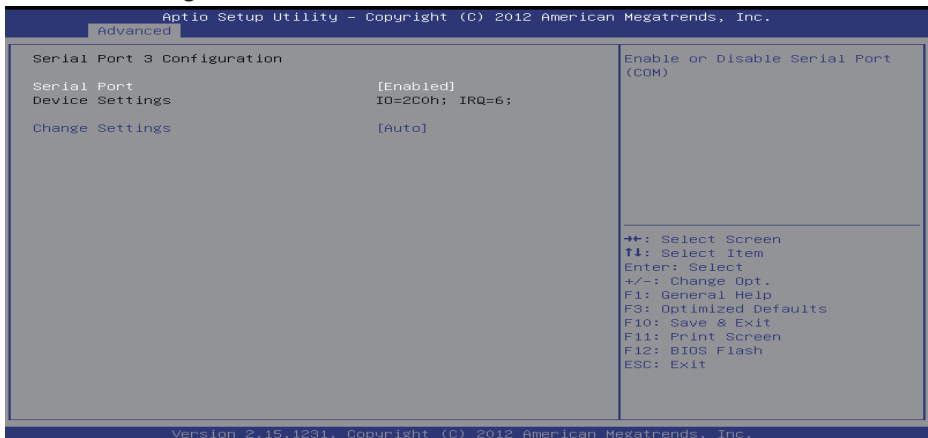 Aptio Setup Utility – Copyright (C) 2012 American Megatrends, Inc.
Advanced
Serial Port 3 Configuration
Serial Port [Enabled]
Device Settings IO=2C0h; IRQ=6;
Change Settings [Auto]
Enable or Disable Serial Port
(COM)
→←: Select Screen
↑↓: Select Item
Enter: Select
+/-: Change Opt.
F1: General Help
F3: Optimized Defaults
F10: Save & Exit
F11: Print Screen
F12: BIOS Flash
ESC: Exit
Version 2.15.1231. Copyright (C) 2012 American Megatrends, Inc.